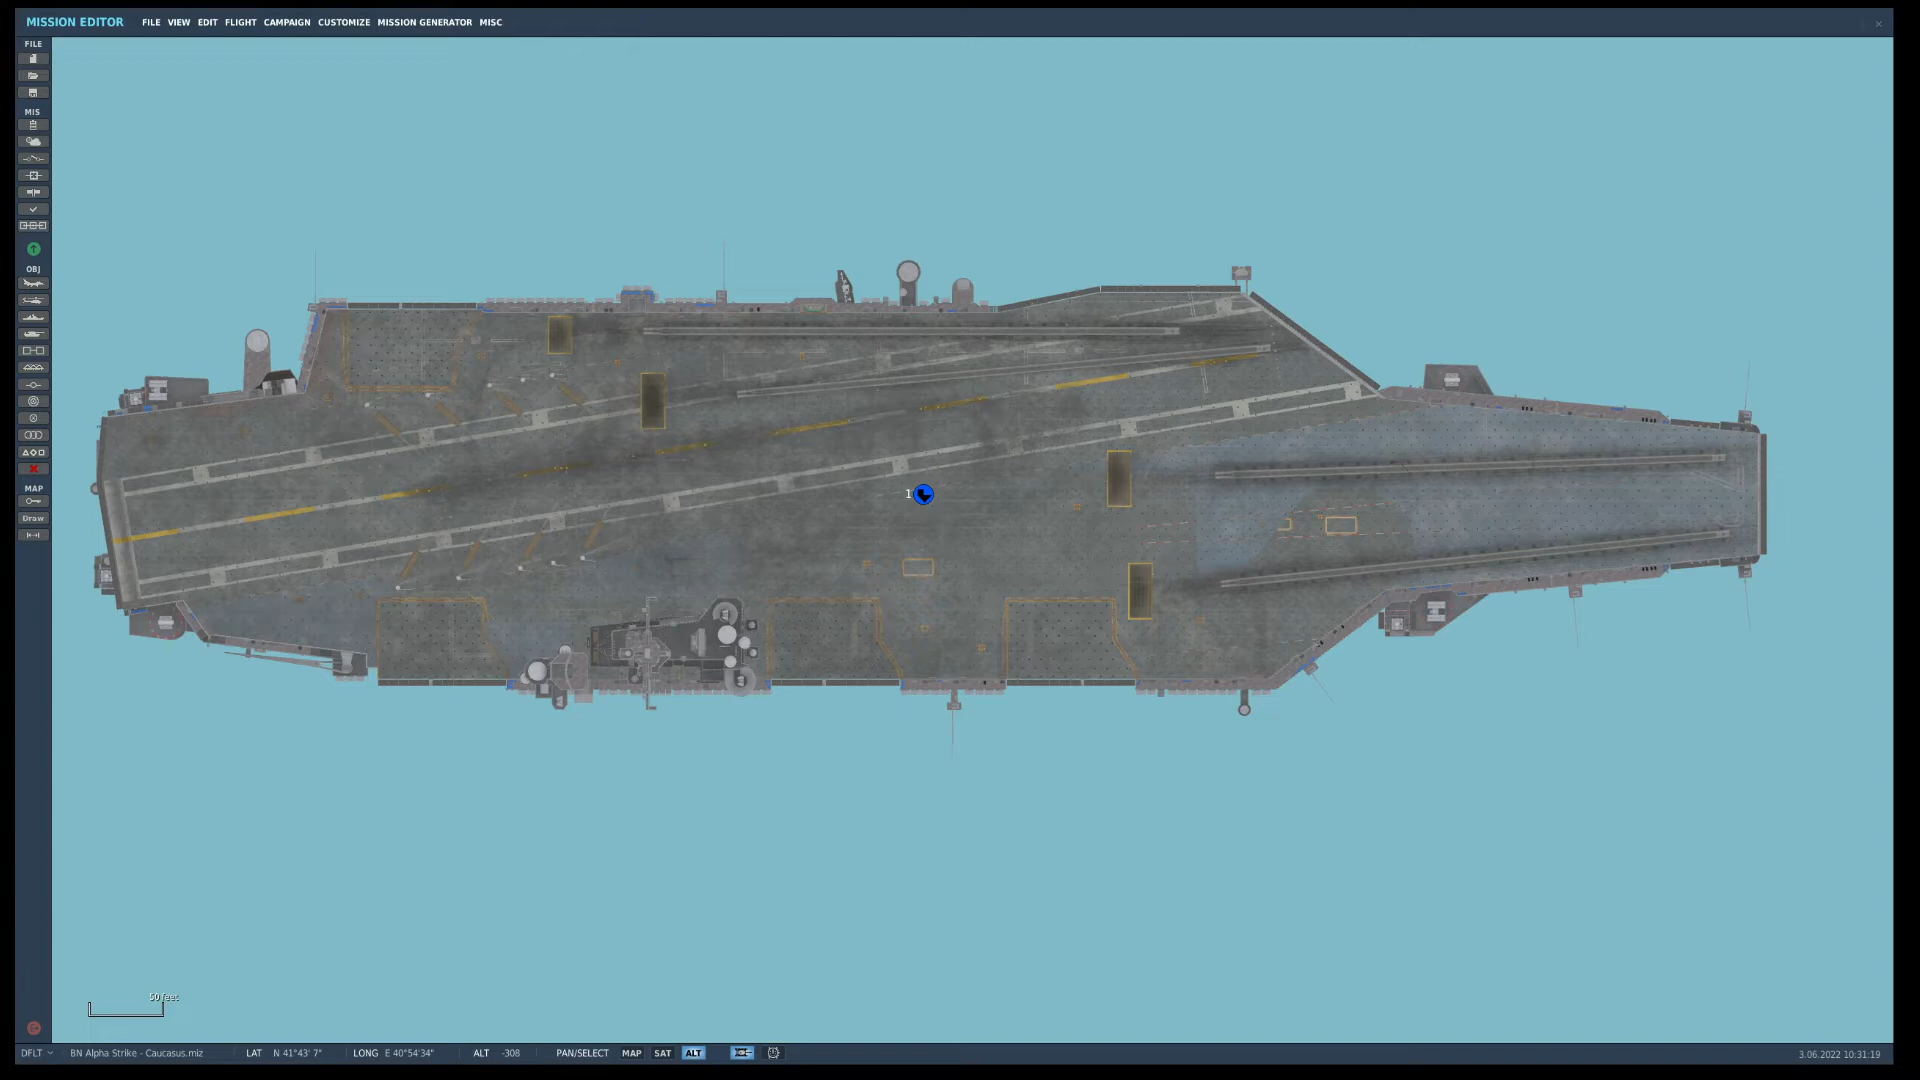 MISSION EDITOR FILE VIEW EDIT FLIGHT CAMPAIGN CUSTOMIZE MISSION GENERATOR MISC
FILE
MIS
OBJ
MAP
Draw
1
50 feet
DFLT BN Alpha Strike - Caucasus.miz LAT N 41°43' 7" LONG E 40°54'34" ALT -308 PAN/SELECT MAP SAT ALT 3.06.2022 10:31:19